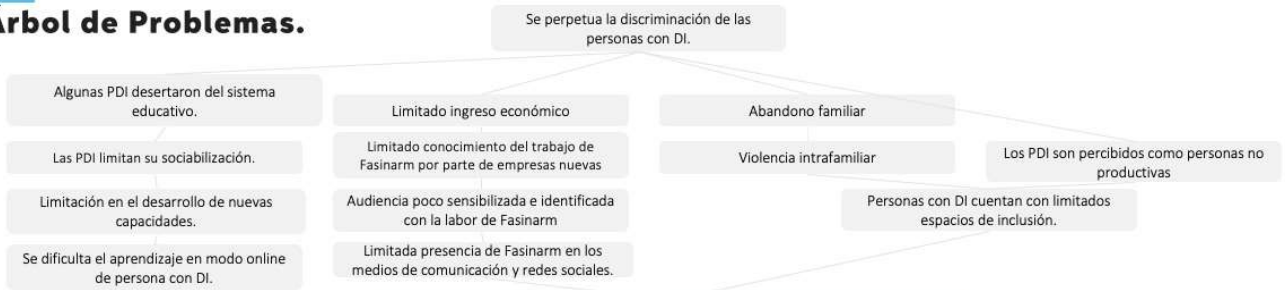 Árbol de Problemas.
Se perpetua la discriminación de las
personas con DI.
Algunas PDI desertaron del sistema
educativo.
Las PDI limitan su sociabilización.
Limitación en el desarrollo de nuevas
capacidades.
Se dificulta el aprendizaje en modo online
de persona con DI.
Limitado ingreso económico
Limitado conocimiento del trabajo de
Fasinarm por parte de empresas nuevas
Audiencia poco sensibilizada e identificada
con la labor de Fasinarm
Limitada presencia de Fasinarm en los
medios de comunicación y redes sociales.
Abandono familiar
Violencia intrafamiliar
Los PDI son percibidos como personas no
productivas
Personas con DI cuentan con limitados
espacios de inclusión.